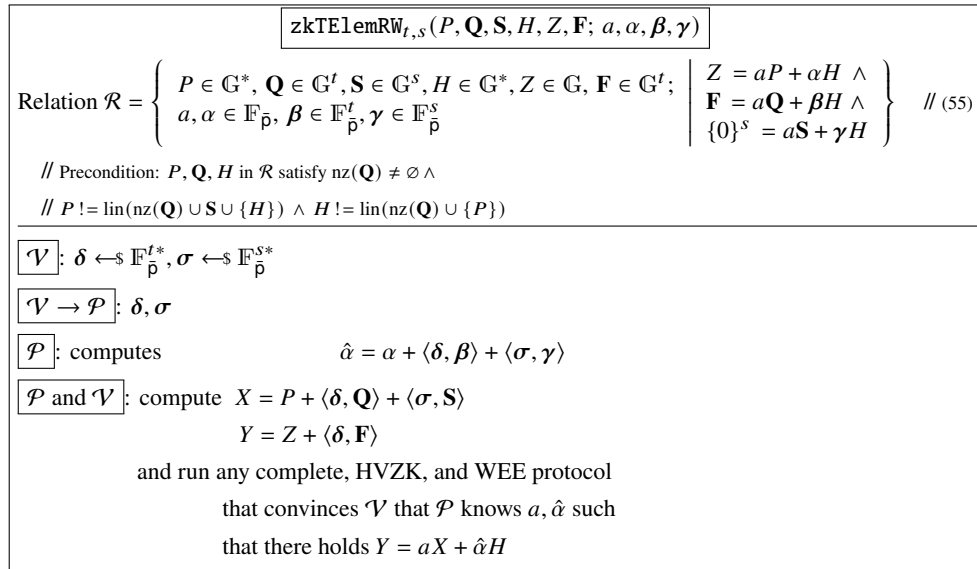 zkTElemRW_{t,s}(P, Q, S, H, Z, F; a, α, β, γ)
Relation R = { P ∈ G*, Q ∈ G^t, S ∈ G^s, H ∈ G*, Z ∈ G, F ∈ G^t; | Z = aP + αH ∧
a, α ∈ F_p̄, β ∈ F_p̄^t, γ ∈ F_p̄^s | F = aQ + βH ∧ } // (55)
{0}^s = aS + γH
// Precondition: P, Q, H in R satisfy nz(Q) ≠ ∅ ∧
// P != lin(nz(Q) ∪ S ∪ {H}) ∧ H != lin(nz(Q) ∪ {P})
V : δ ←$ F_p̄^{t*}, σ ←$ F_p̄^{s*}
V → P : δ, σ
P : computes α̂ = α + ⟨δ, β⟩ + ⟨σ, γ⟩
P and V : compute X = P + ⟨δ, Q⟩ + ⟨σ, S⟩
Y = Z + ⟨δ, F⟩
and run any complete, HVZK, and WEE protocol
that convinces V that P knows a, α̂ such
that there holds Y = aX + α̂H